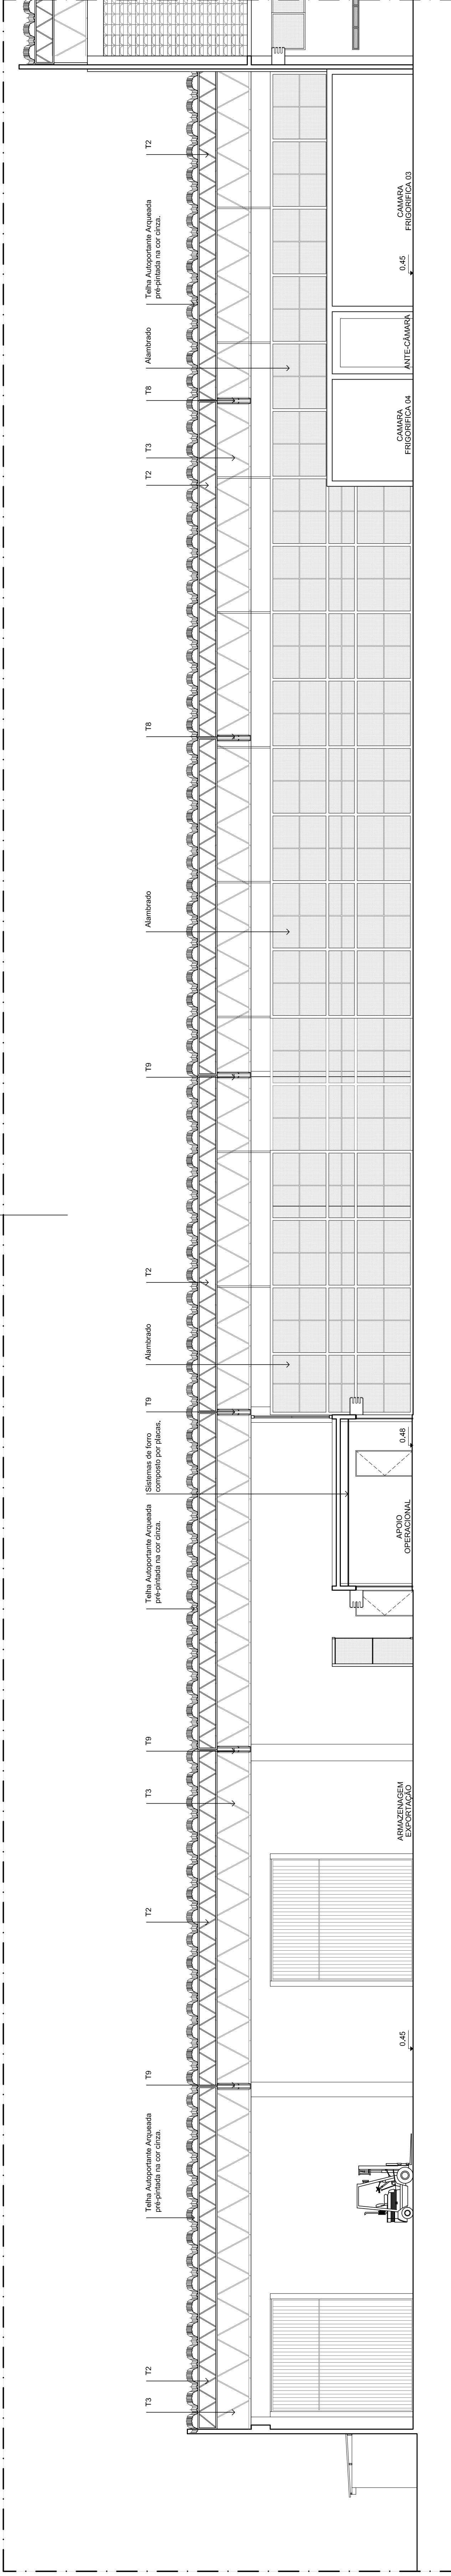 T3
T2
Telha Autoportante Arqueada
pré-pintada na cor cinza.
T9
T2
T3
T9
Telha Autoportante Arqueada
pré-pintada na cor cinza.
Sistemas de forro
composto por placas,
T9
Alambrado
T2
T9
Alambrado
T8
T2
T3
T8
Alambrado
Telha Autoportante Arqueada
pré-pintada na cor cinza.
T2
0,45
ARMAZENAGEM
EXPORTAÇÃO
APOIO
OPERACIONAL
0,48
CAMARA
FRIGORIFICA 04
ANTE-CÂMARA
0,45
CAMARA
FRIGORIFICA 03